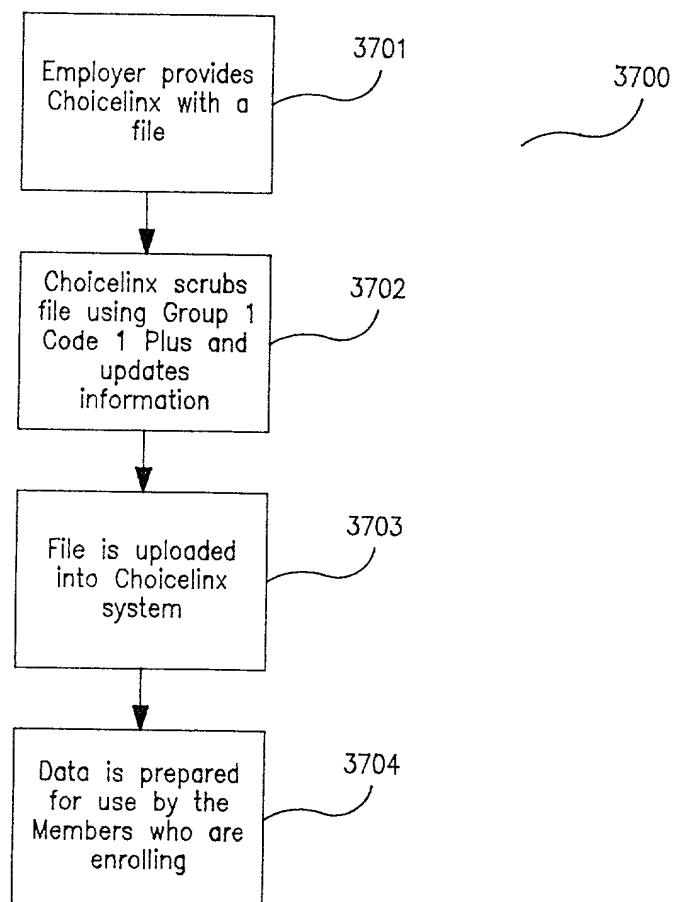 Employer provides
Choicelinx with a
file
3701
3700
Choicelinx scrubs
file using Group 1
Code 1 Plus and
updates
information
3702
File is uploaded
into Choicelinx
system
3703
Data is prepared
for use by the
Members who are
enrolling
3704